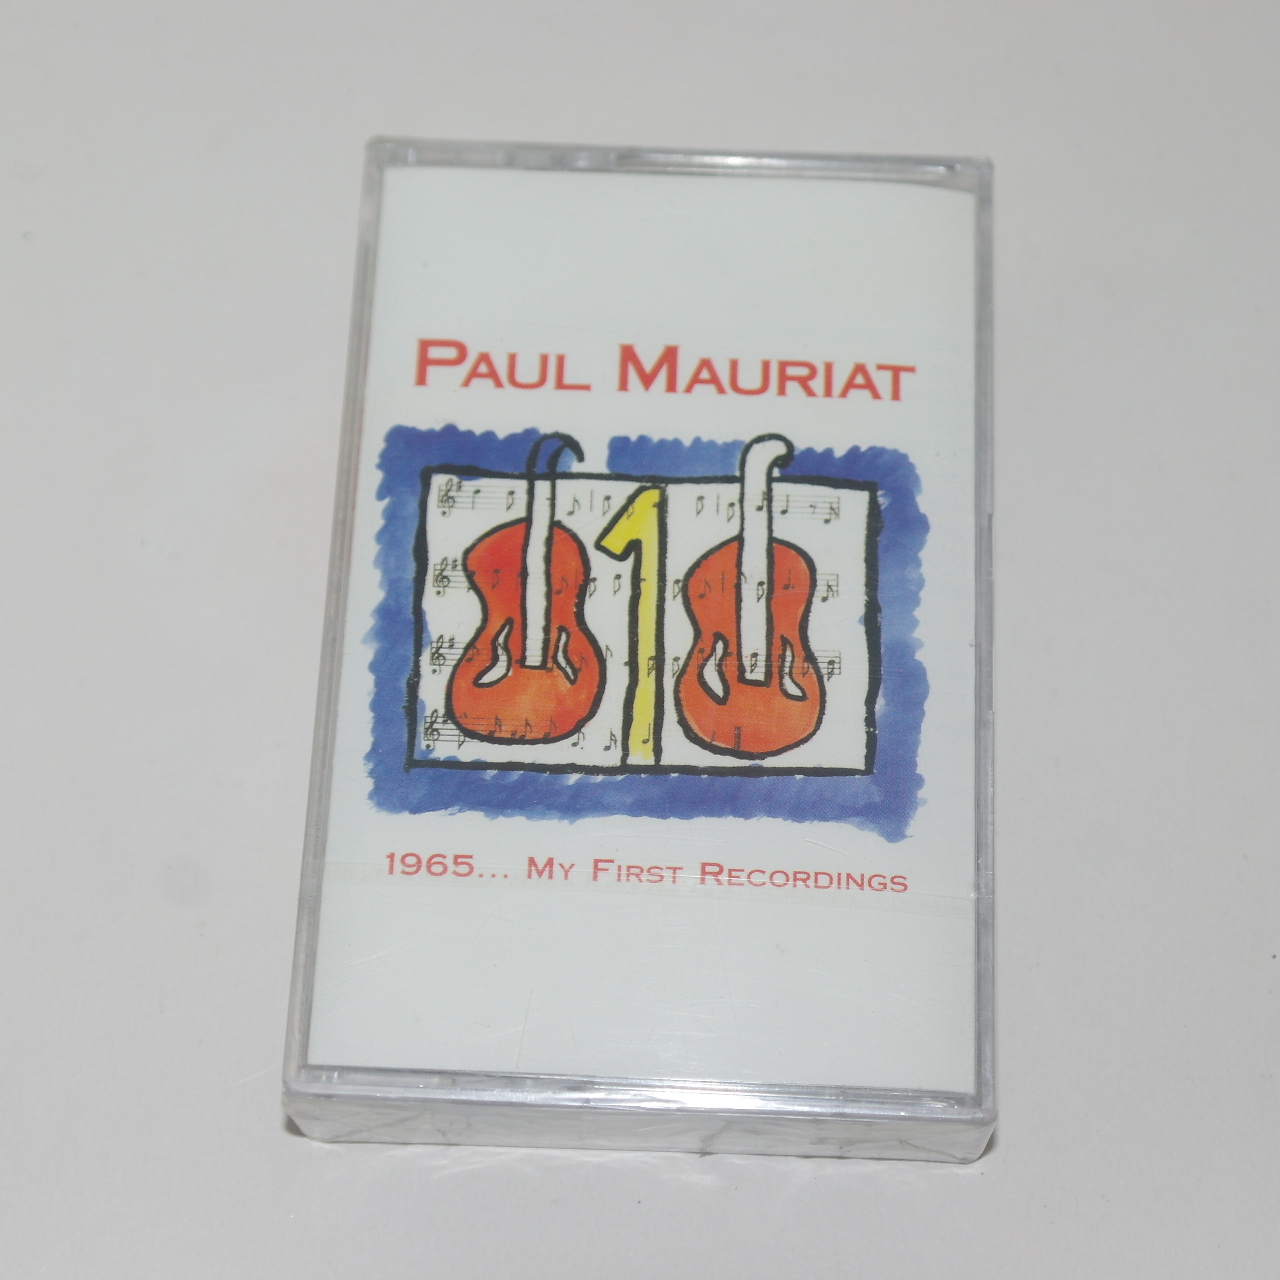 PAUL MAURIAT
1
1965... MY FIRST RECORDINGS